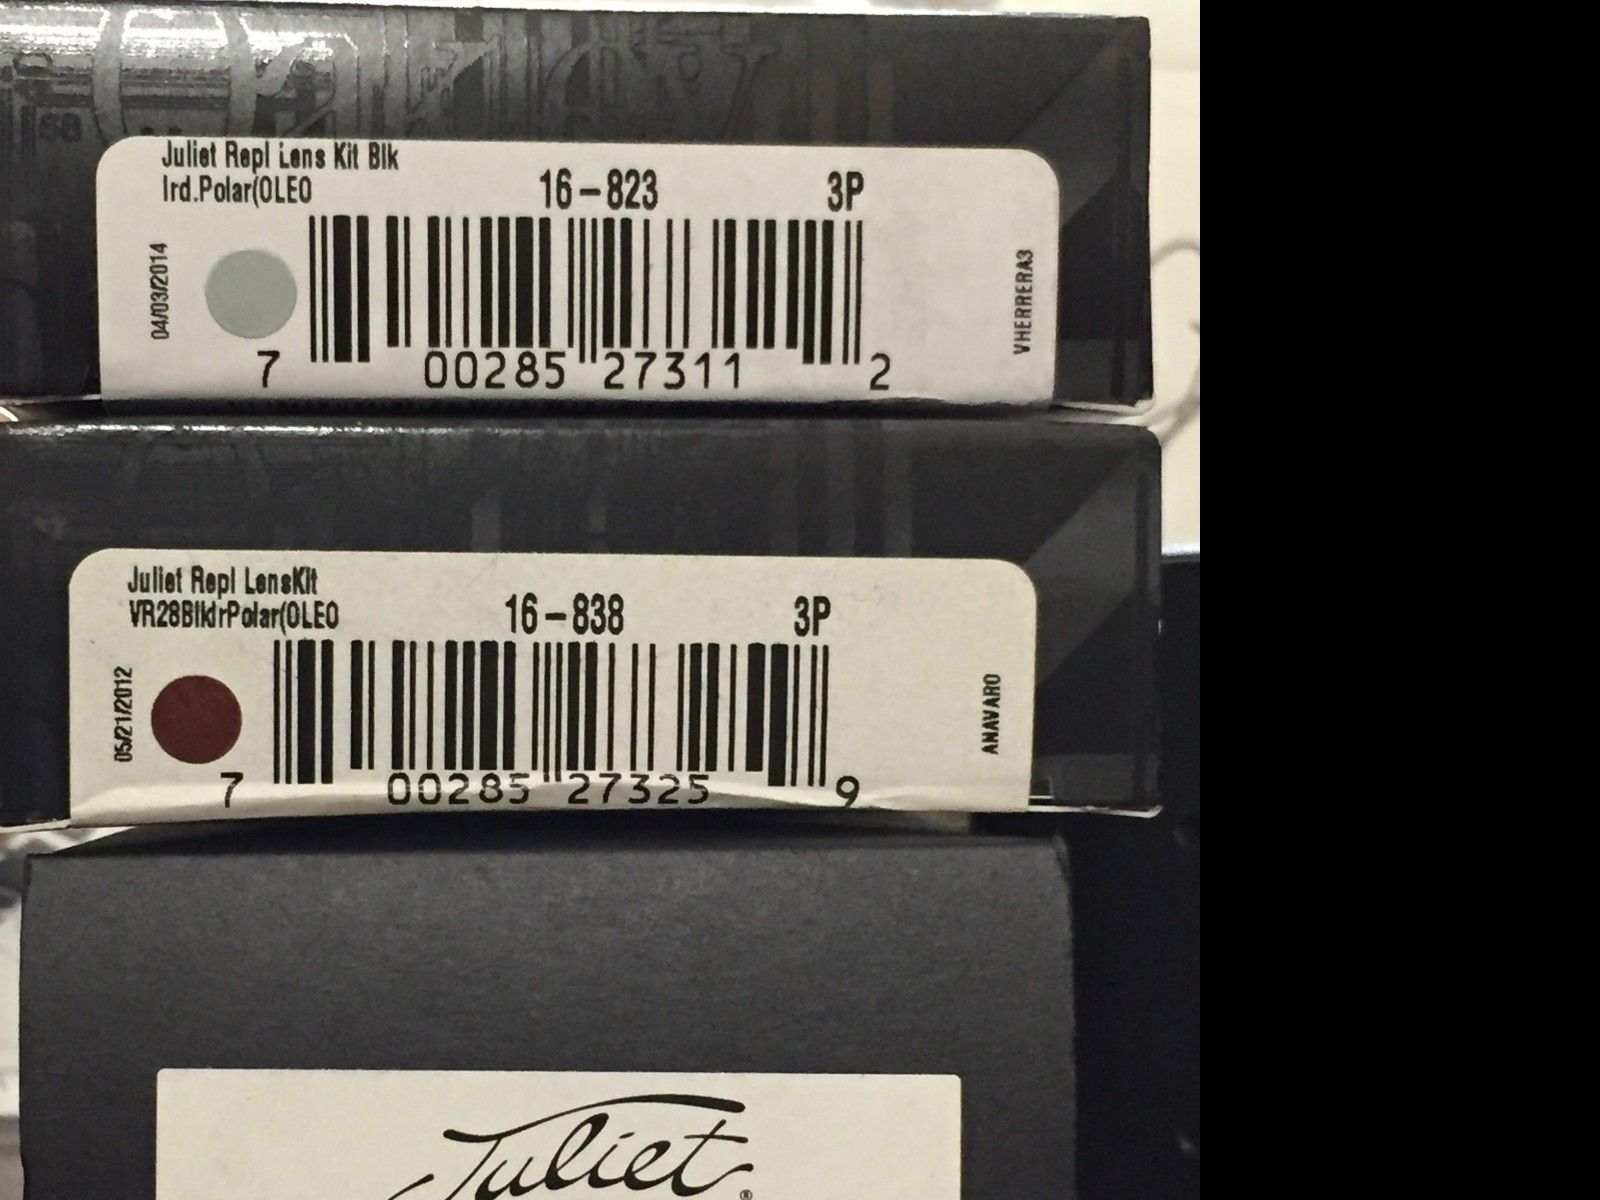 Juliet Repl Lens Kit Blk
Ird.Polar(OLEO
16-823 3P
04/03/2014
VHERRERA3
7 00285 27311 2
Juliet Repl LensKit
VR28BlkIrPolar(OLEO
16-838 3P
05/21/2012
ANAVARO
7 00285 27325 9
Juliet®